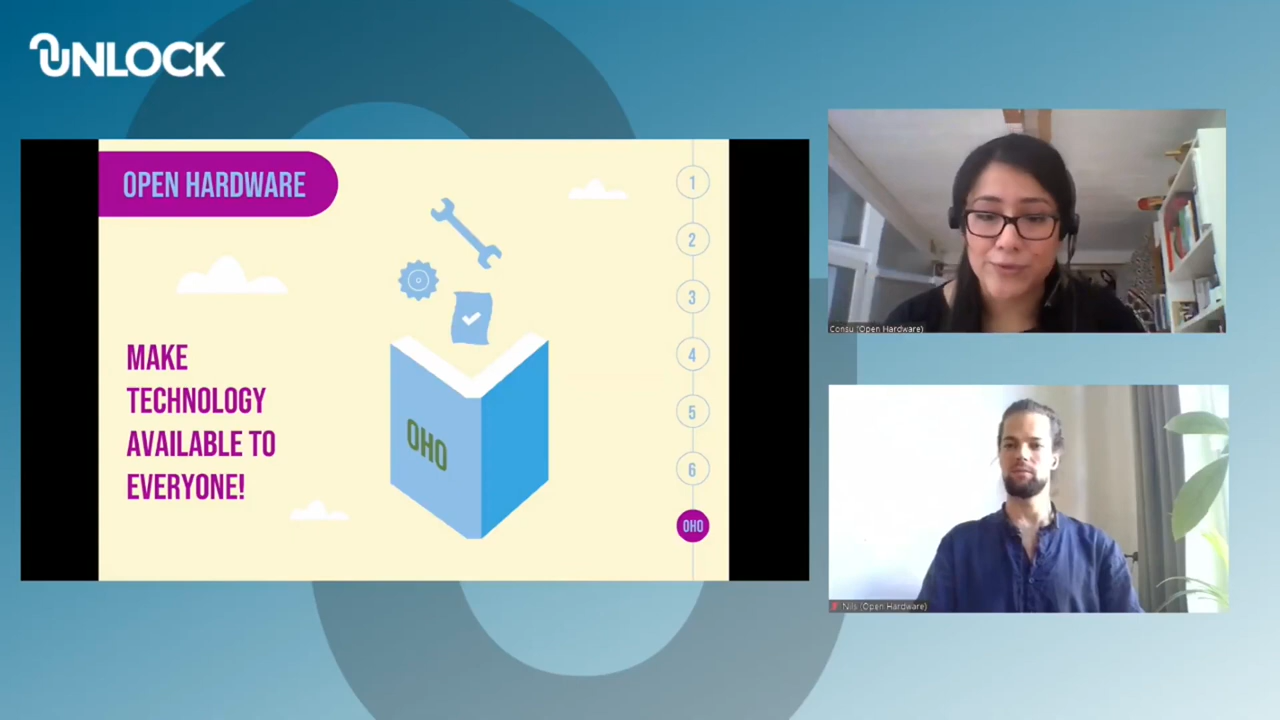 UNLOCK
OPEN HARDWARE
MAKE
TECHNOLOGY
AVAILABLE TO
EVERYONE!
OHO
1
2
3
4
5
6
OHO
Consu (Open Hardware)
Nils (Open Hardware)